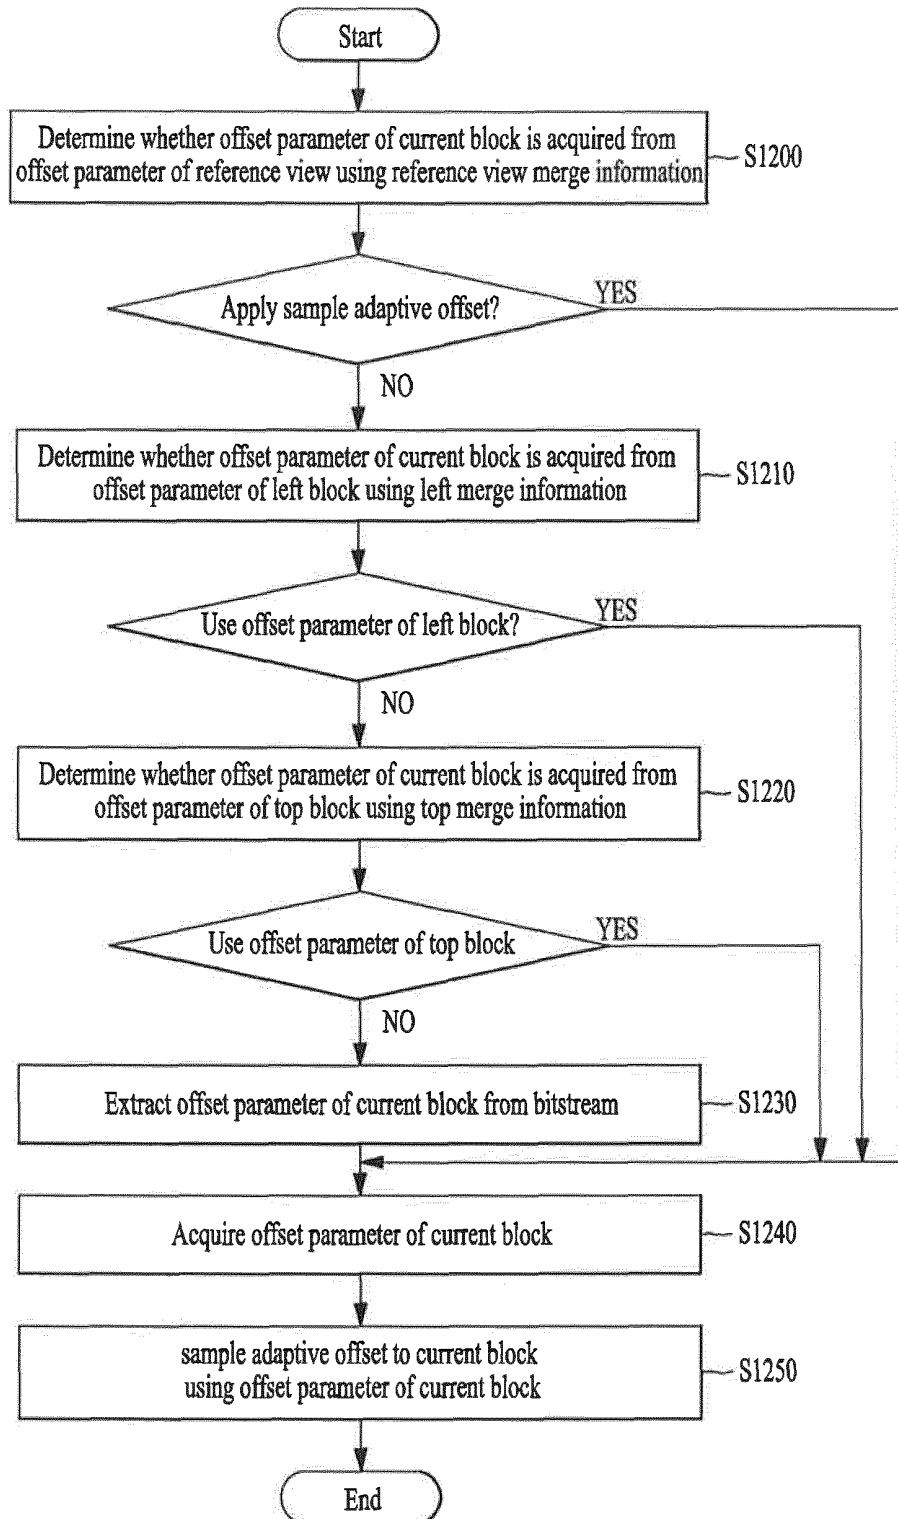 Start
Determine whether offset parameter of current block is acquired from
offset parameter of reference view using reference view merge information
S1200
Apply sample adaptive offset?
YES
NO
Determine whether offset parameter of current block is acquired from
offset parameter of left block using left merge information
S1210
Use offset parameter of left block?
YES
NO
Determine whether offset parameter of current block is acquired from
offset parameter of top block using top merge information
S1220
Use offset parameter of top block
YES
NO
Extract offset parameter of current block from bitstream
S1230
Acquire offset parameter of current block
S1240
sample adaptive offset to current block
using offset parameter of current block
S1250
End